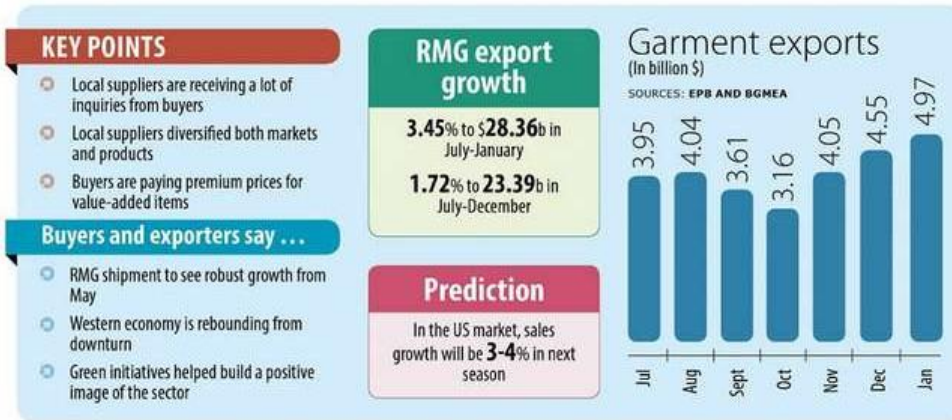 KEY POINTS
Local suppliers are receiving a lot of
inquiries from buyers
Local suppliers diversified both markets
and products
Buyers are paying premium prices for
value-added items
Buyers and exporters say ...
RMG shipment to see robust growth from
May
Western economy is rebounding from
downturn
Green initiatives helped build a positive
image of the sector
RMG export
growth
3.45% to $28.36b in
July-January
1.72% to 23.39b in
July-December
Prediction
In the US market, sales
growth will be 3-4% in next
season
Garment exports
(In billion $)
SOURCES: EPB AND BGMEA
3.95
4.04
3.61
3.16
4.05
4.55
4.97
Jul
Aug
Sept
Oct
Nov
Dec
Jan